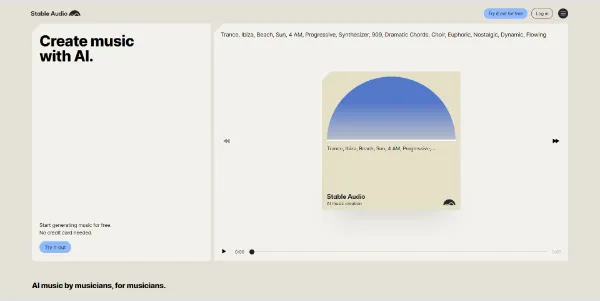 Stable Audio
Try it out for free
Log in
Create music
with AI.
Trance, Ibiza, Beach, Sun, 4 AM, Progressive, Synthesizer, 909, Dramatic Chords, Choir, Euphoric, Nostalgic, Dynamic, Flowing
Trance, Ibiza, Beach, Sun, 4 AM, Progressive,...
Stable Audio
AI music creation
Start generating music for free.
No credit card needed.
Try it out
0:00
AI music by musicians, for musicians.